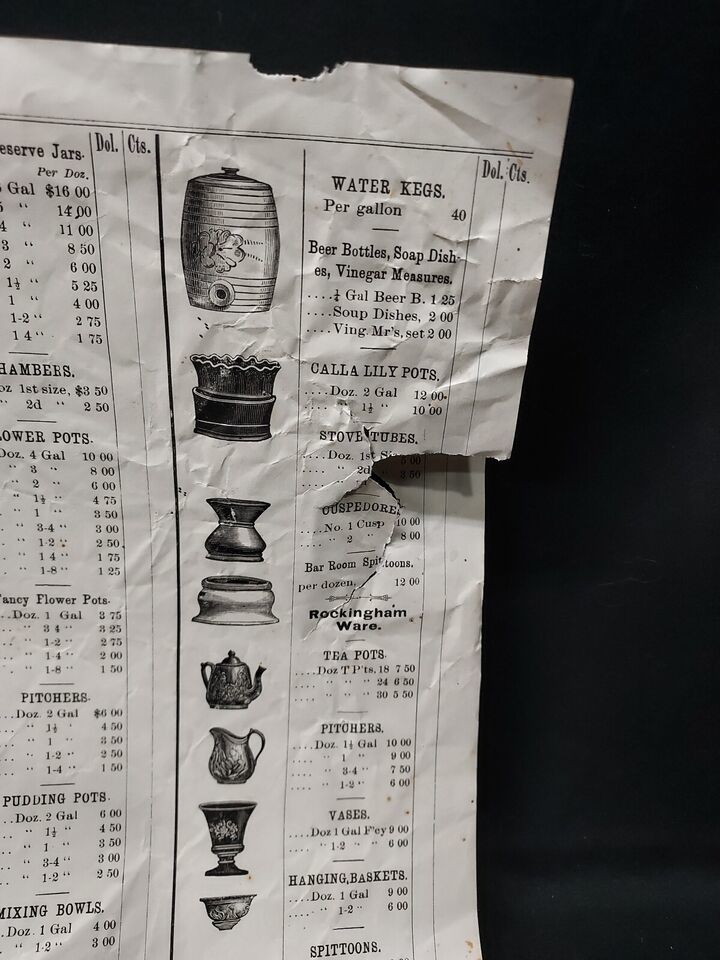 eserve Jars. Dol. Cts.
Per Doz.
5 Gal $16 00
5 " 14 00
4 " 11 00
3 " 8 50
2 " 6 00
1½ " 5 25
1 " 4 00
1-2 " 2 75
1 4 " 1 75
HAMBERS.
oz 1st size, $3 50
" 2d " 2 50
LOWER POTS.
Doz. 4 Gal 10 00
" 3 " 8 00
" 2 " 6 00
" 1½ " 4 75
" 1 " 3 50
" 3-4 " 3 00
" 1-2 " 2 50
" 1 4 " 1 75
" 1-8 " 1 25
ancy Flower Pots.
..Doz. 1 Gal 3 75
.. " 3 4 " 3 25
.. " 1-2 " 2 75
.. " 1-4 " 2 00
.. " 1-8 " 1 50
PITCHERS.
...Doz. 2 Gal $6 00
... " 1½ " 4 50
... " 1 " 3 50
... " 1-2 " 2 50
... " 1-4 " 1 50
PUDDING POTS.
..Doz. 2 Gal 6 00
.. " 1½ " 4 50
.. " 1 " 3 50
.. " 3-4 " 3 00
.. " 1-2 " 2 50
MIXING BOWLS.
..Doz. 1 Gal 4 00
.. " 1-2 " 3 00
Dol. Cts.
WATER KEGS.
Per gallon 40
Beer Bottles, Soap Dish-
es, Vinegar Measures.
.... Gal Beer B. 1 25
....Soup Dishes, 2 00
....Ving. Mr's, set 2 00
CALLA LILY POTS.
....Doz. 2 Gal 12 00
.... " 1½ " 10 00
STOVE TUBES.
....Doz. 1st 5 00
.... " 2d 3 50
CUSPEDORE
....No. 1 Cusp 10 00
.... " 2 " 8 00
Bar Room Spittoons.
per dozen, 12 00
Rockingham
Ware.
TEA POTS.
....Doz T P'ts, 18 7 50
.... " " " 24 6 50
.... " " " 30 5 50
PITCHERS.
....Doz. 1½ Gal 10 00
.... " 1 " 9 00
.... " 3-4 " 7 50
.... " 1-2 " 6 00
VASES.
....Doz 1 Gal F'cy 9 00
.... " 1-2 " " 6 00
HANGING BASKETS.
....Doz. 1 Gal 9 00
.... " 1-2 " 6 00
SPITTOONS.